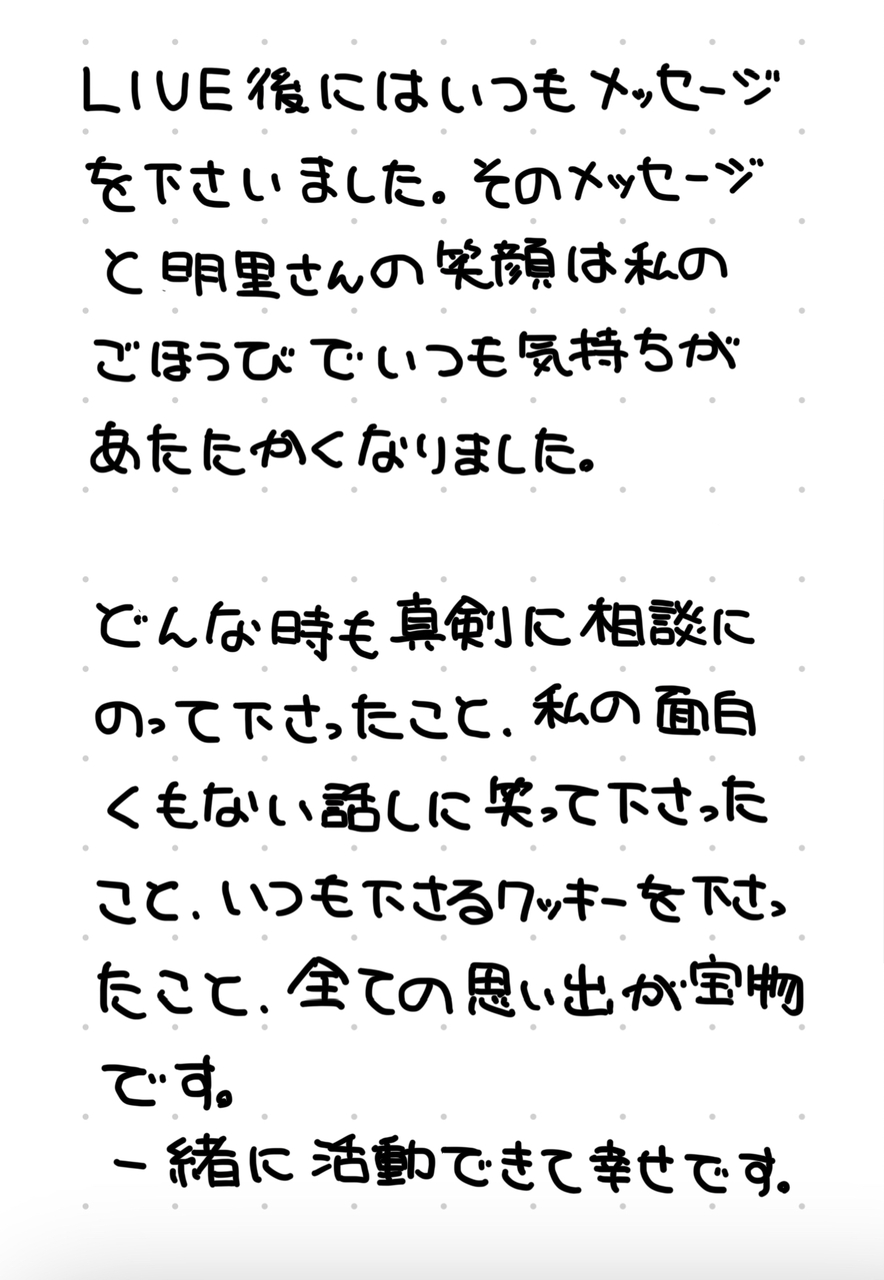 LIVE後にはいつもメッセージ
を下さいました。そのメッセージ
と明里さんの笑顔は私の
ごほうびでいつも気持ちが
あたたかくなりました。
どんな時も真剣に相談に
のって下さったこと、私の面白
くもない話しに笑って下さった
こと、いつも下さるクッキーを下さっ
たこと、全ての思い出が宝物
です。
一緒に活動できて幸せです。